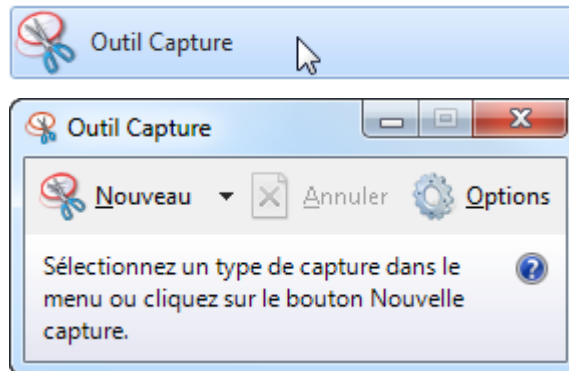 Outil Capture
Outil Capture
Nouveau Annuler Options
Sélectionnez un type de capture dans le
menu ou cliquez sur le bouton Nouvelle
capture.